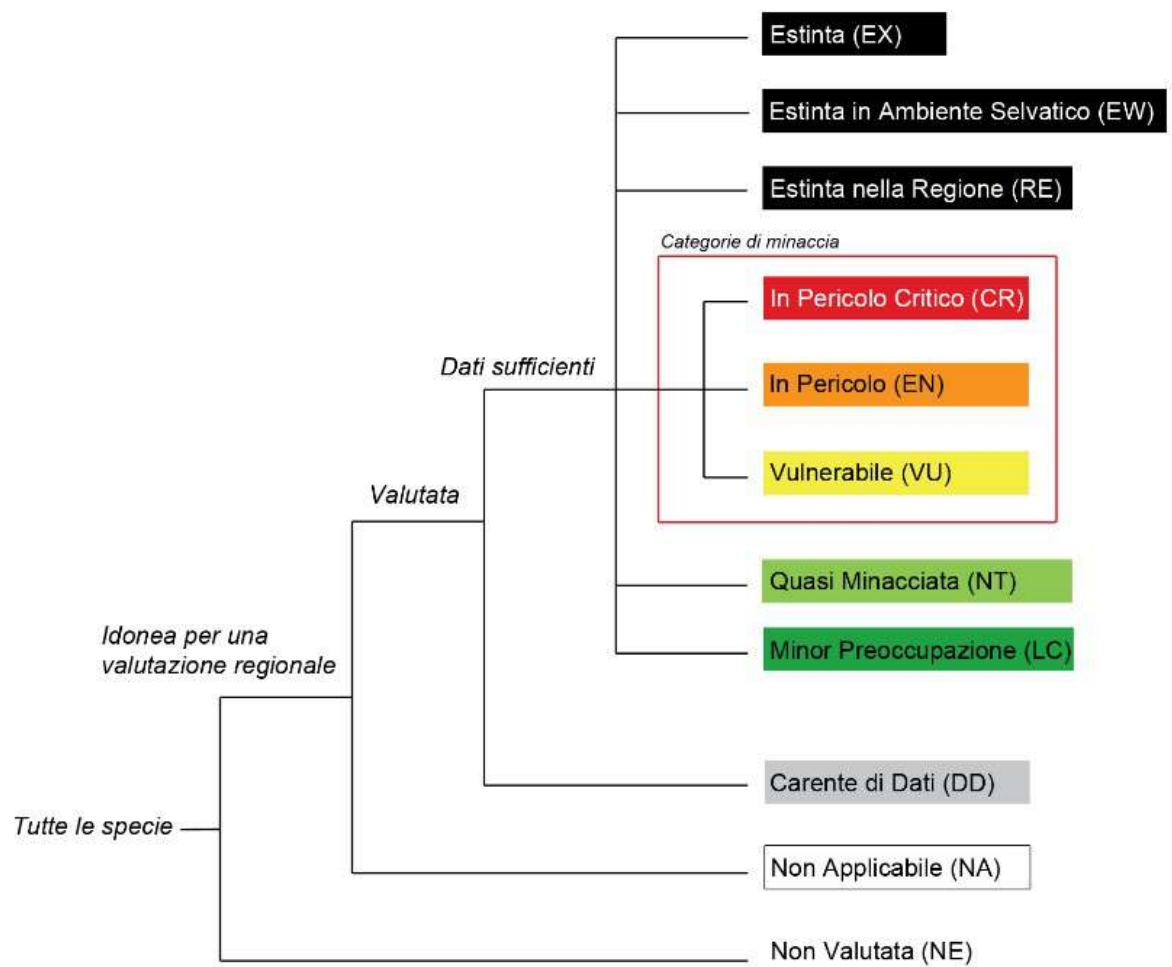 Estinta (EX)
Estinta in Ambiente Selvatico (EW)
Estinta nella Regione (RE)
Categorie di minaccia
In Pericolo Critico (CR)
Dati sufficienti
In Pericolo (EN)
Vulnerabile (VU)
Valutata
Quasi Minacciata (NT)
Idonea per una
valutazione regionale
Minor Preoccupazione (LC)
Carente di Dati (DD)
Tutte le specie
Non Applicabile (NA)
Non Valutata (NE)